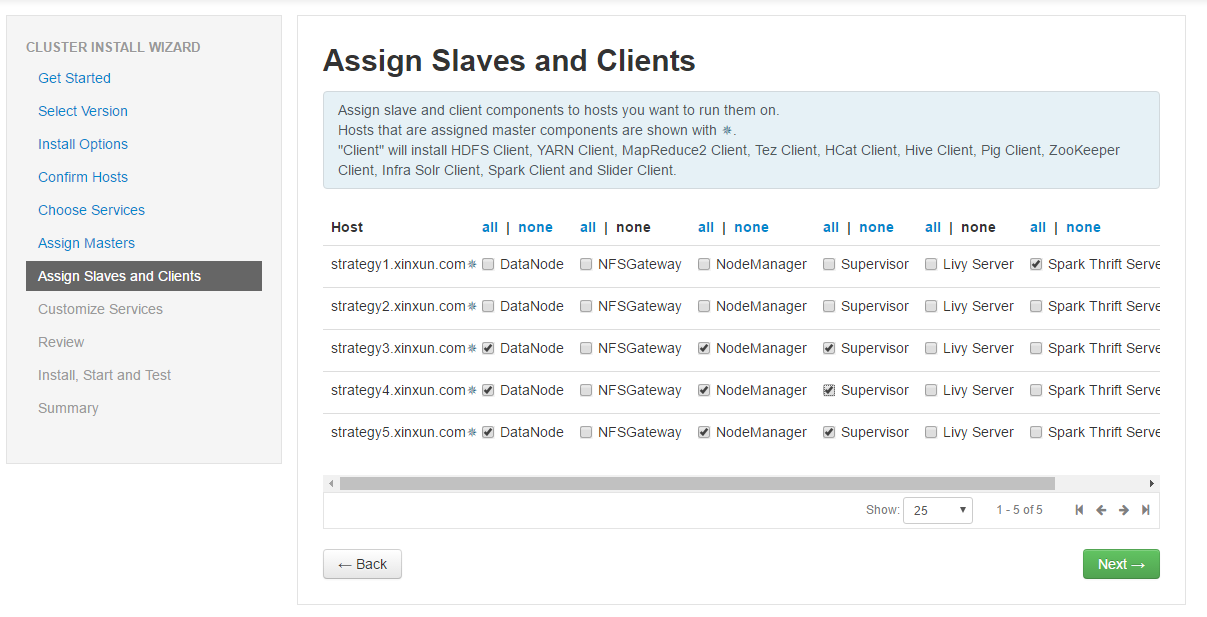 CLUSTER INSTALL WIZARD
Get Started
Select Version
Install Options
Confirm Hosts
Choose Services
Assign Masters
Assign Slaves and Clients
Customize Services
Review
Install, Start and Test
Summary
Assign Slaves and Clients
Assign slave and client components to hosts you want to run them on.
Hosts that are assigned master components are shown with ✵.
"Client" will install HDFS Client, YARN Client, MapReduce2 Client, Tez Client, HCat Client, Hive Client, Pig Client, ZooKeeper
Client, Infra Solr Client, Spark Client and Slider Client.
Host all | none all | none all | none all | none all | none all | none
strategy1.xinxun.com✵ DataNode NFSGateway NodeManager Supervisor Livy Server Spark Thrift Serve
strategy2.xinxun.com✵ DataNode NFSGateway NodeManager Supervisor Livy Server Spark Thrift Serve
strategy3.xinxun.com✵ DataNode NFSGateway NodeManager Supervisor Livy Server Spark Thrift Serve
strategy4.xinxun.com✵ DataNode NFSGateway NodeManager Supervisor Livy Server Spark Thrift Serve
strategy5.xinxun.com✵ DataNode NFSGateway NodeManager Supervisor Livy Server Spark Thrift Serve
Show: 25 1 - 5 of 5
← Back
Next →